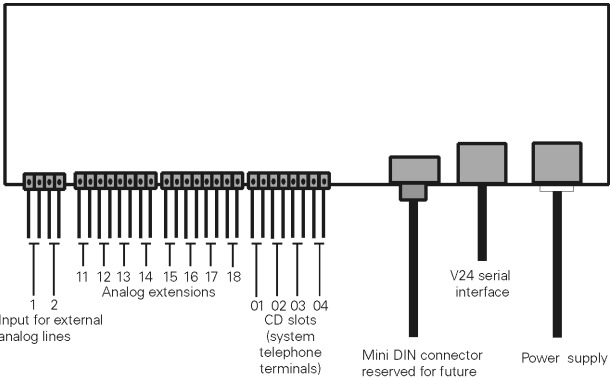 11 12 13 14 15 16 17 18
Analog extensions
1 2
Input for external
analog lines
01 02 03 04
CD slots
(system
telephone
terminals)
V24 serial
interface
Mini DIN connector
reserved for future
Power supply